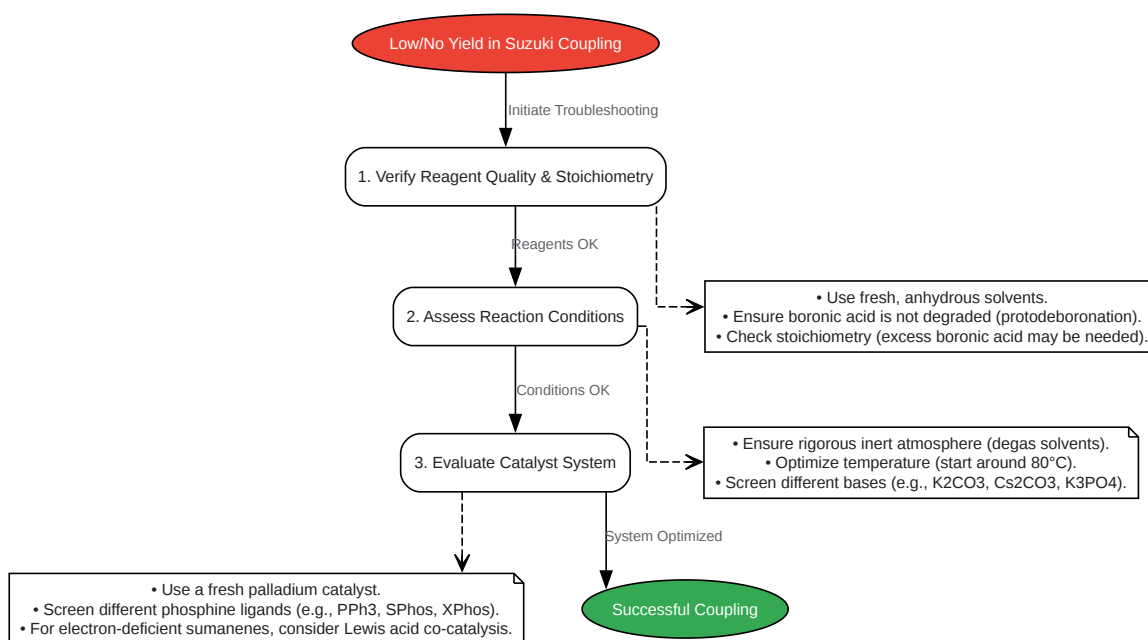 Low/No Yield in Suzuki Coupling
Initiate Troubleshooting
1. Verify Reagent Quality & Stoichiometry
Reagents OK
• Use fresh, anhydrous solvents.
• Ensure boronic acid is not degraded (protodeboronation).
• Check stoichiometry (excess boronic acid may be needed).
2. Assess Reaction Conditions
Conditions OK
• Ensure rigorous inert atmosphere (degas solvents).
• Optimize temperature (start around 80°C).
• Screen different bases (e.g., K2CO3, Cs2CO3, K3PO4).
3. Evaluate Catalyst System
System Optimized
• Use a fresh palladium catalyst.
• Screen different phosphine ligands (e.g., PPh3, SPhos, XPhos).
• For electron-deficient sumanenes, consider Lewis acid co-catalysis.
Successful Coupling